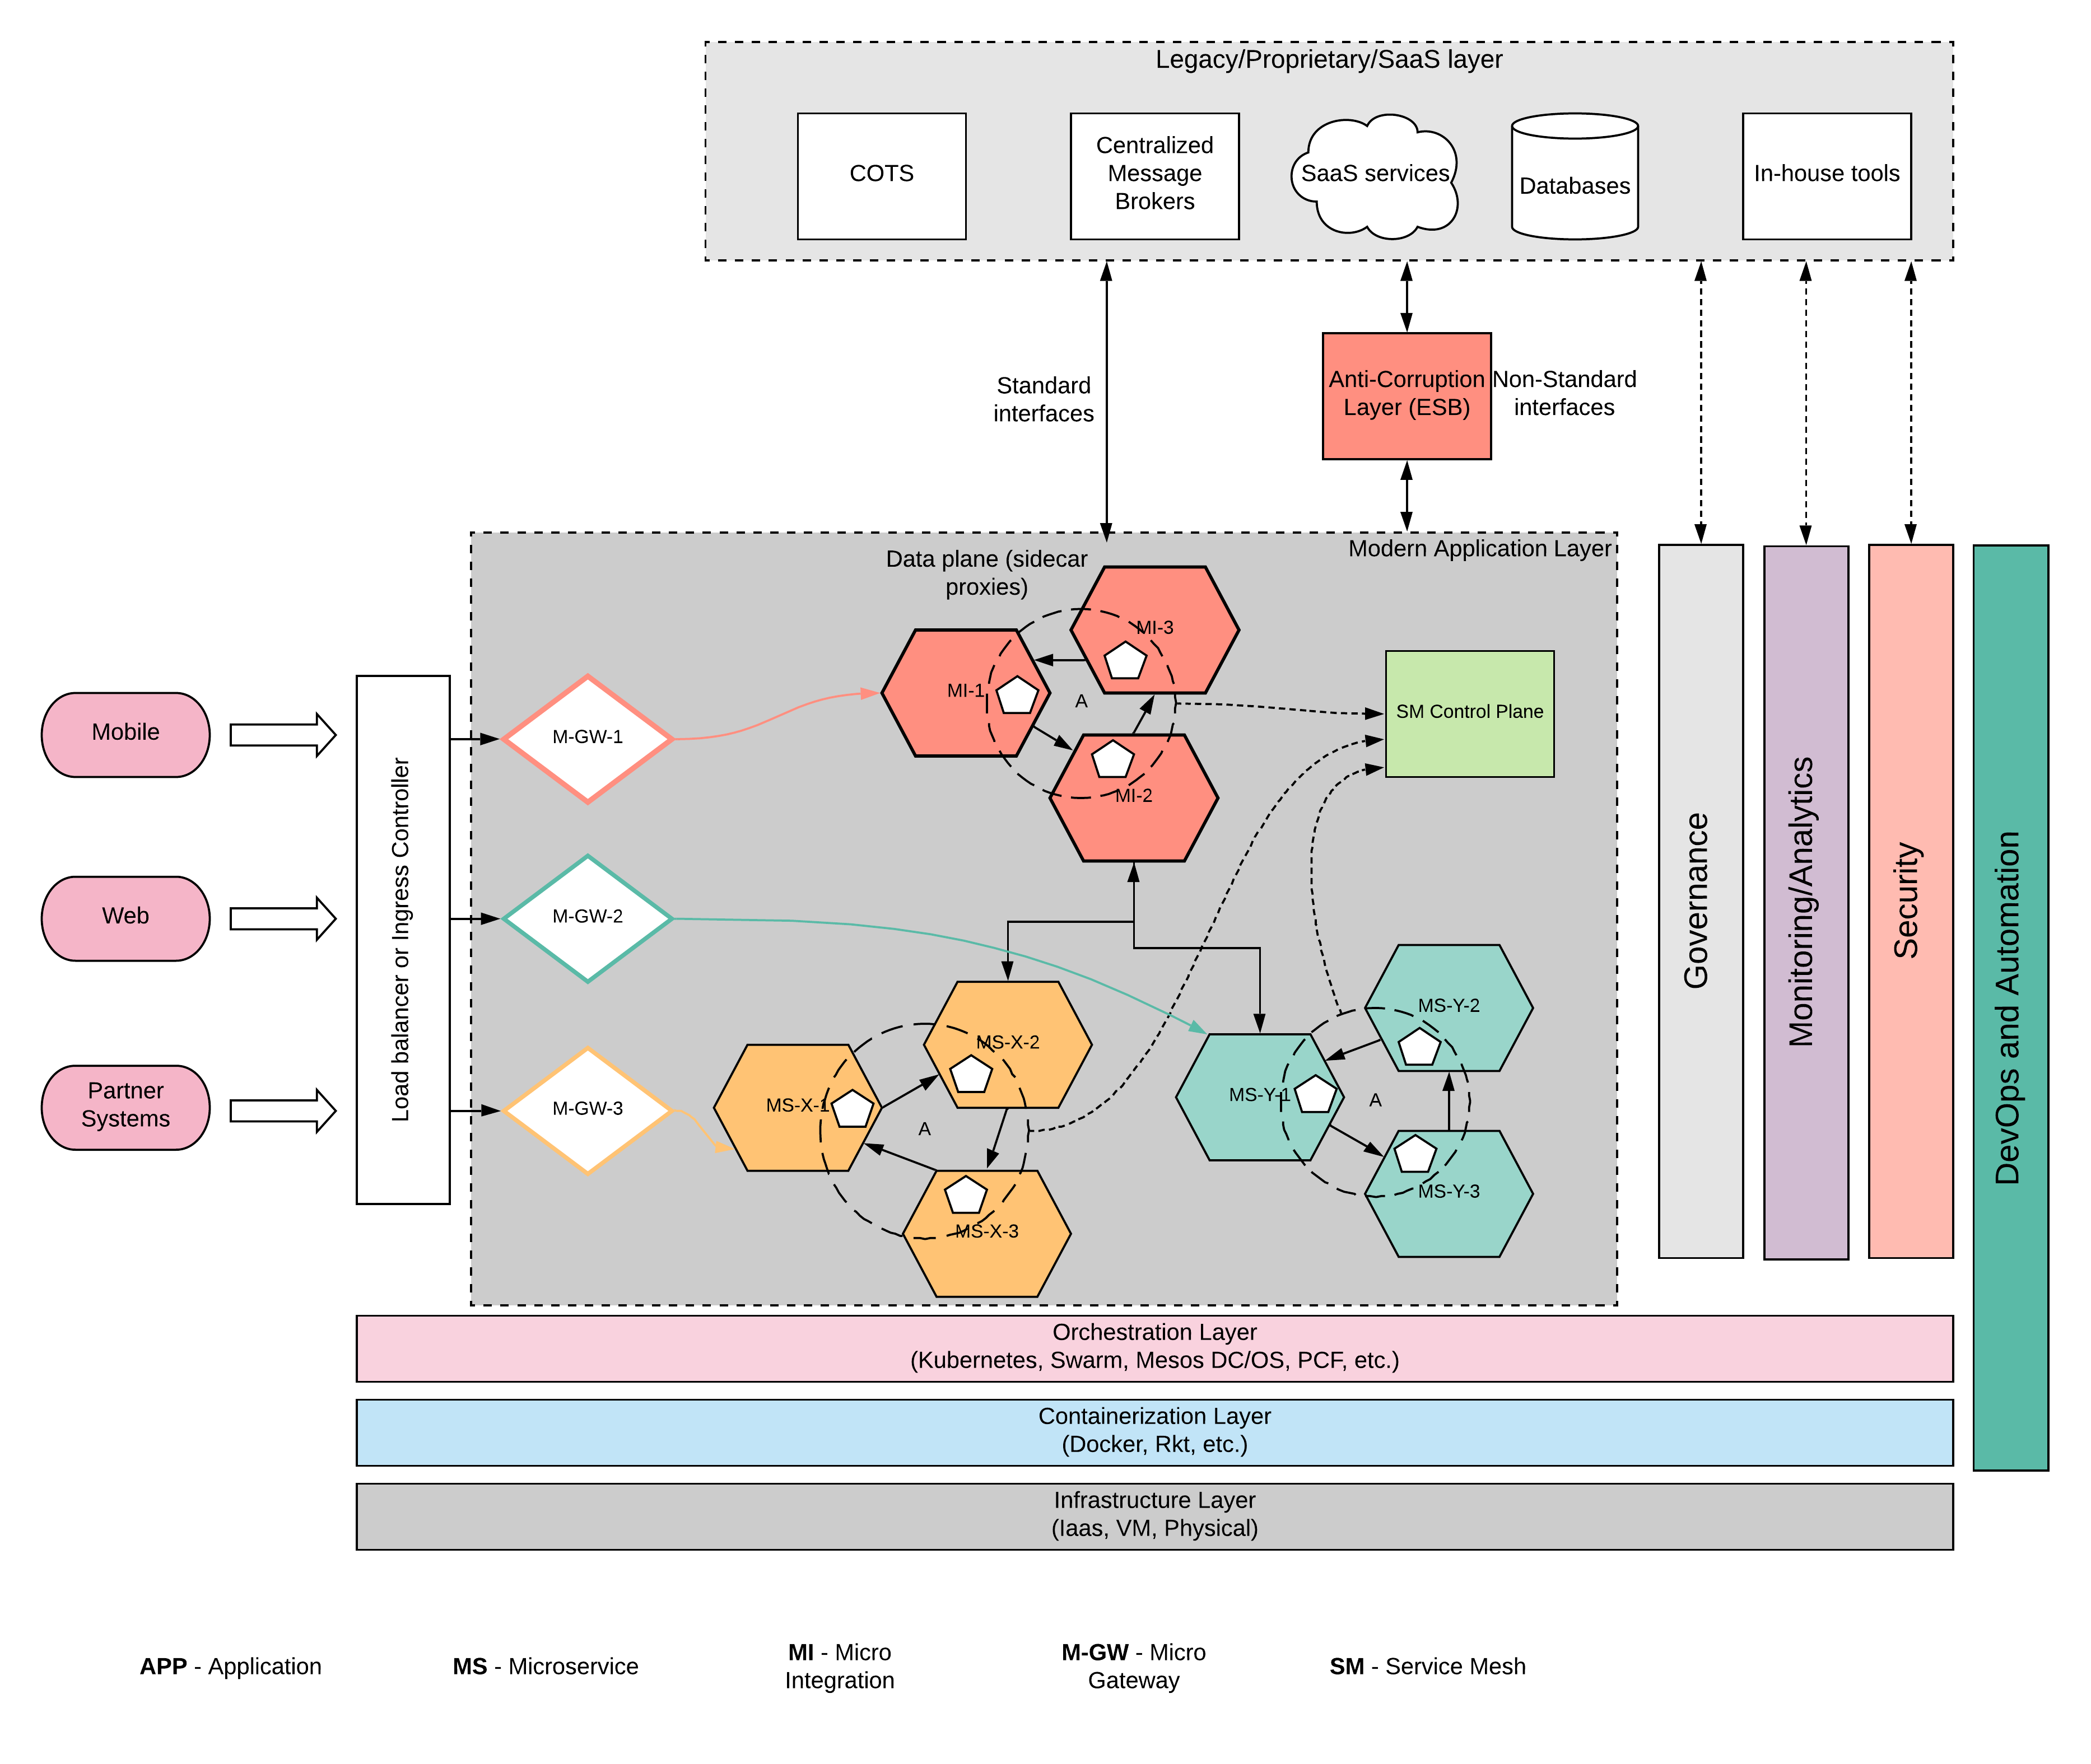 Legacy/Proprietary/SaaS layer
COTS
Centralized
Message
Brokers
SaaS services
Databases
In-house tools
Standard
interfaces
Anti-Corruption
Layer (ESB)
Non-Standard
interfaces
Data plane (sidecar
proxies)
Modern Application Layer
Mobile
Web
Partner
Systems
Load balancer or Ingress Controller
M-GW-1
M-GW-2
M-GW-3
MI-1
MI-3
A
MI-2
SM Control Plane
MS-X-1
MS-X-2
A
MS-X-3
MS-Y-1
MS-Y-2
A
MS-Y-3
Governance
Monitoring/Analytics
Security
DevOps and Automation
Orchestration Layer
(Kubernetes, Swarm, Mesos DC/OS, PCF, etc.)
Containerization Layer
(Docker, Rkt, etc.)
Infrastructure Layer
(Iaas, VM, Physical)
APP - Application
MS - Microservice
MI - Micro
Integration
M-GW - Micro
Gateway
SM - Service Mesh